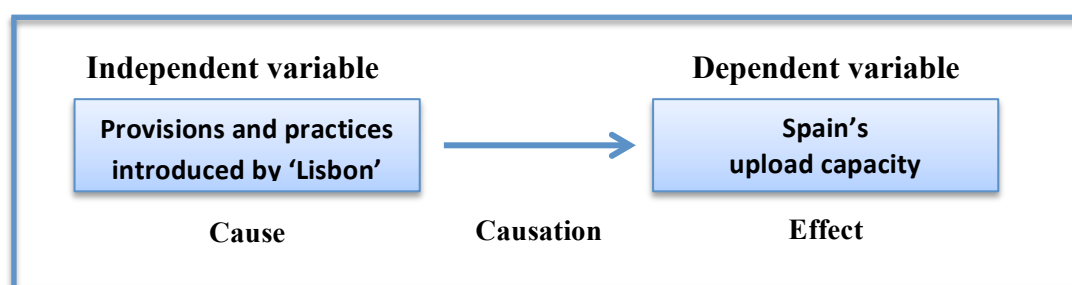 Independent variable
Dependent variable
Provisions and practices
introduced by ‘Lisbon’
Spain’s
upload capacity
Cause
Causation
Effect